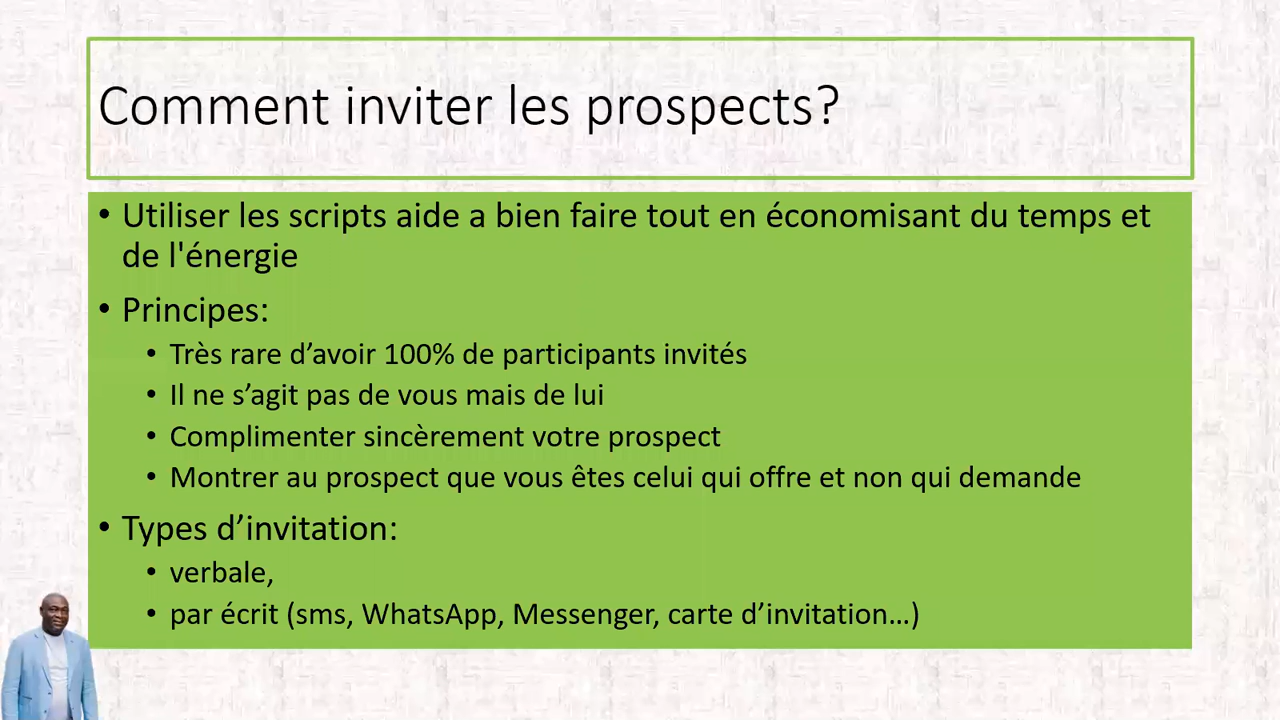 Comment inviter les prospects?
• Utiliser les scripts aide a bien faire tout en économisant du temps et
de l'énergie
• Principes:
• Très rare d’avoir 100% de participants invités
• Il ne s’agit pas de vous mais de lui
• Complimenter sincèrement votre prospect
• Montrer au prospect que vous êtes celui qui offre et non qui demande
• Types d’invitation:
• verbale,
• par écrit (sms, WhatsApp, Messenger, carte d’invitation…)